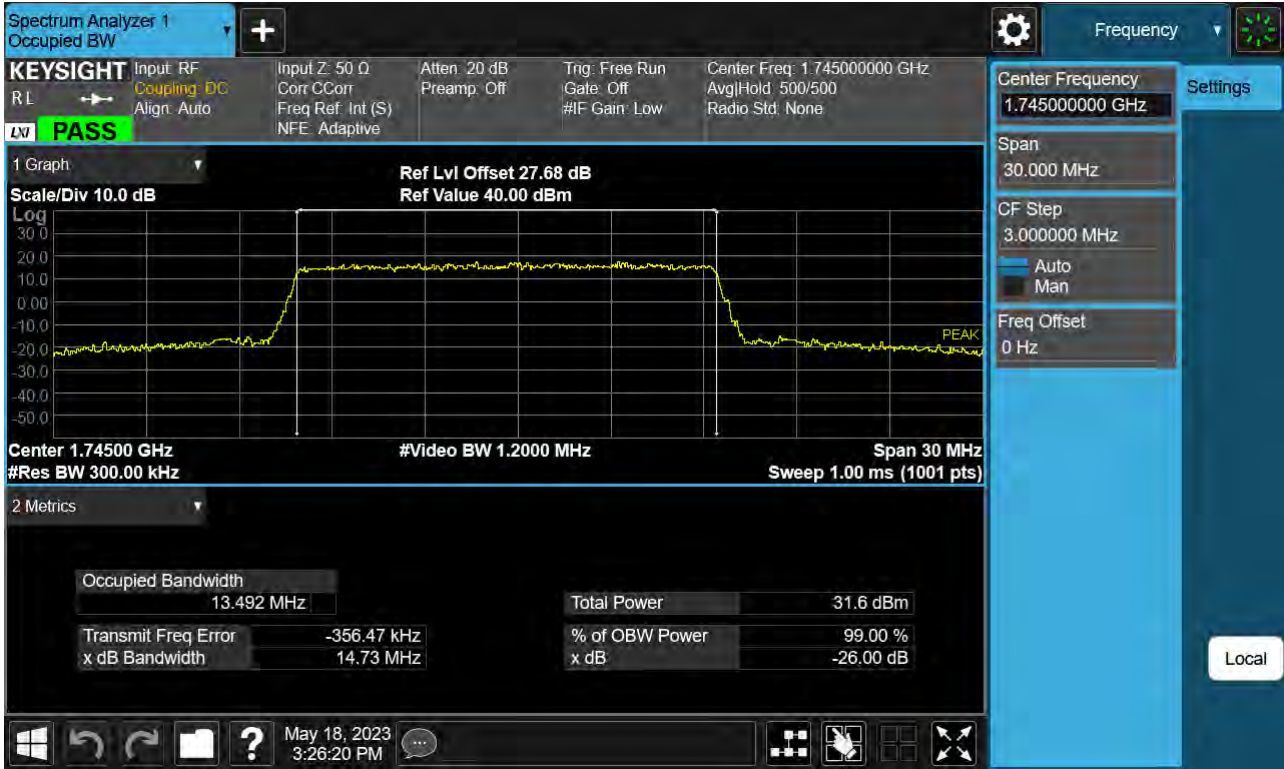 Spectrum Analyzer 1
Occupied BW
Frequency
KEYSIGHT
R L
LXI
PASS
Input: RF
Coupling: DC
Align: Auto
Input Z: 50 Ω
Corr CCorr
Freq Ref: Int (S)
NFE: Adaptive
Atten: 20 dB
Preamp: Off
Trig: Free Run
Gate: Off
#IF Gain: Low
Center Freq: 1.745000000 GHz
Avg|Hold: 500/500
Radio Std: None
1 Graph
Scale/Div 10.0 dB
Ref Lvl Offset 27.68 dB
Ref Value 40.00 dBm
Log
30.0
20.0
10.0
0.00
-10.0
-20.0
-30.0
-40.0
-50.0
PEAK
Center 1.74500 GHz
#Video BW 1.2000 MHz
Span 30 MHz
#Res BW 300.00 kHz
Sweep 1.00 ms (1001 pts)
2 Metrics
Occupied Bandwidth
13.492 MHz
Total Power 31.6 dBm
Transmit Freq Error -356.47 kHz
% of OBW Power 99.00 %
x dB Bandwidth 14.73 MHz
x dB -26.00 dB
Center Frequency
1.745000000 GHz
Settings
Span
30.000 MHz
CF Step
3.000000 MHz
Auto
Man
Freq Offset
0 Hz
Local
?
May 18, 2023
3:26:20 PM